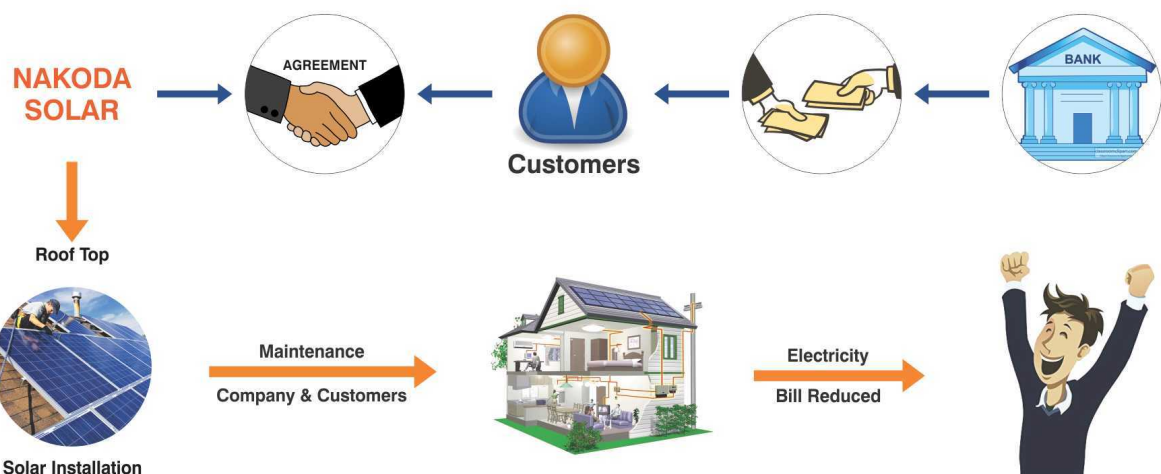 NAKODA
SOLAR
AGREEMENT
Customers
BANK
Roof Top
Solar Installation
Maintenance
Company & Customers
Electricity
Bill Reduced